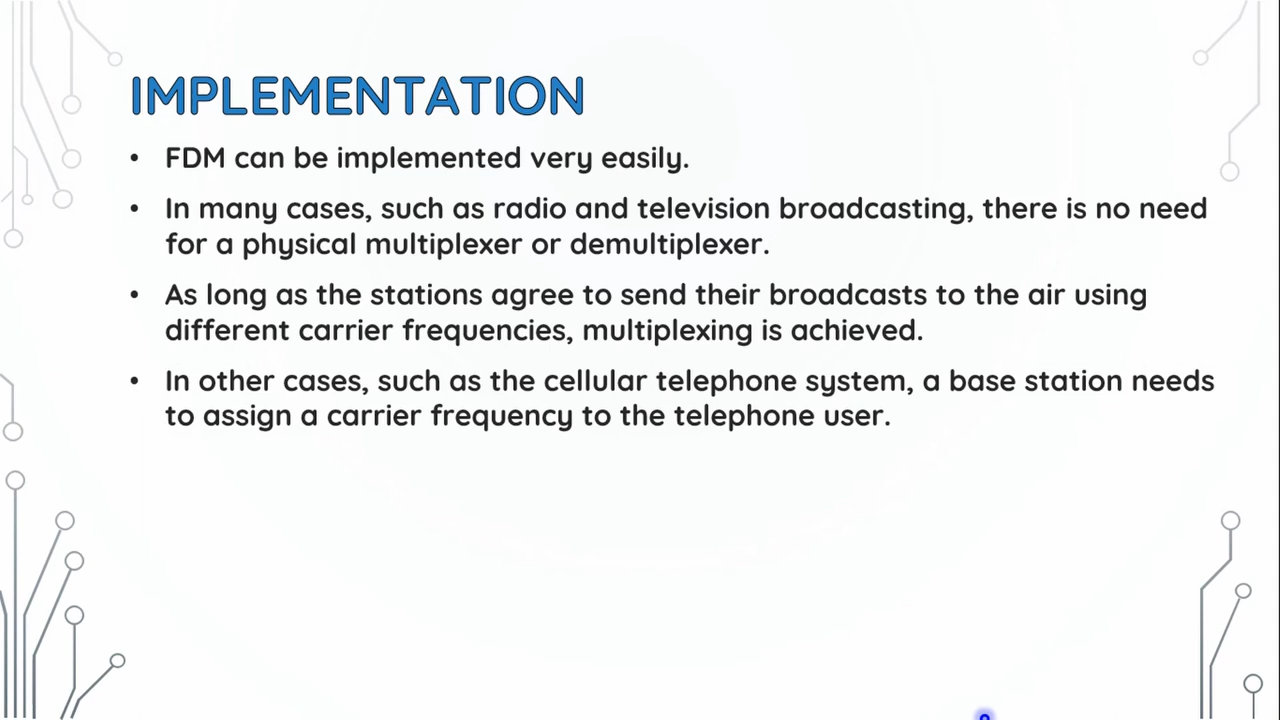 IMPLEMENTATION
• FDM can be implemented very easily.
• In many cases, such as radio and television broadcasting, there is no need
for a physical multiplexer or demultiplexer.
• As long as the stations agree to send their broadcasts to the air using
different carrier frequencies, multiplexing is achieved.
• In other cases, such as the cellular telephone system, a base station needs
to assign a carrier frequency to the telephone user.